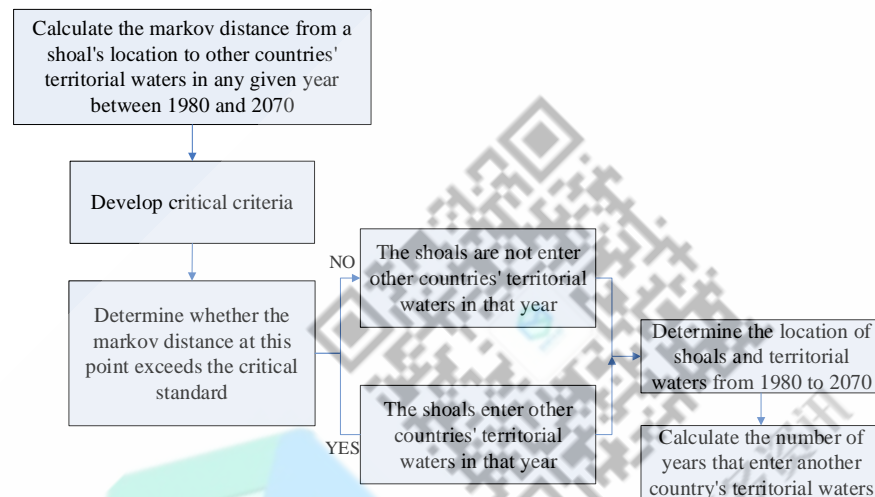 Calculate the markov distance from a
shoal's location to other countries'
territorial waters in any given year
between 1980 and 2070
Develop critical criteria
Determine whether the
markov distance at this
point exceeds the critical
standard
NO
The shoals are not enter
other countries' territorial
waters in that year
YES
The shoals enter other
countries' territorial
waters in that year
Determine the location of
shoals and territorial
waters from 1980 to 2070
Calculate the number of
years that enter another
country's territorial waters